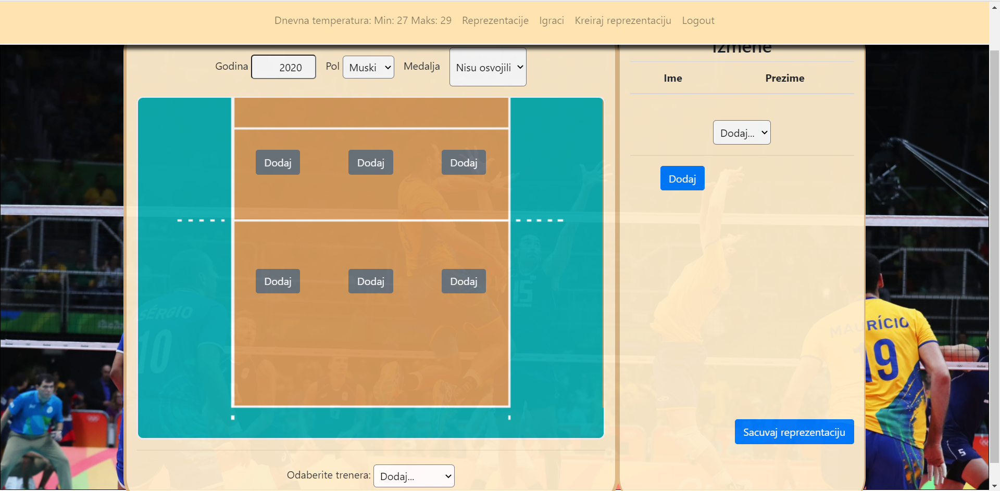 Dnevna temperatura: Min: 27 Maks: 29 Reprezentacije Igraci Kreiraj reprezentaciju Logout
Godina 2020 Pol Muski Medalja Nisu osvojili
Dodaj Dodaj Dodaj
Dodaj Dodaj Dodaj
Odaberite trenera: Dodaj...
Izmene
Ime Prezime
Dodaj...
Dodaj
Sacuvaj reprezentaciju
SÉRGIO
10
15
MAURÍCIO
19
5